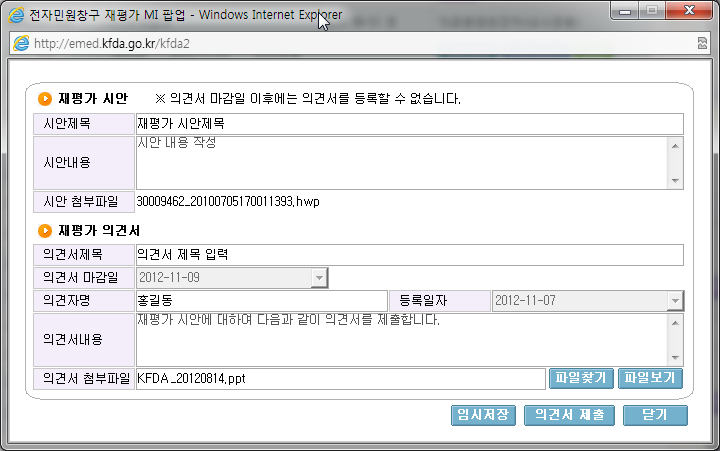 전자민원창구 재평가 MI 팝업 - Windows Internet Explorer
http://emed.kfda.go.kr/kfda2
재평가 시안 ※ 의견서 마감일 이후에는 의견서를 등록할 수 없습니다.
시안제목 재평가 시안제목
시안내용 시안 내용 작성
시안 첨부파일 30009462_20100705170011393.hwp
재평가 의견서
의견서제목 의견서 제목 입력
의견서 마감일 2012-11-09
의견자명 홍길동 등록일자 2012-11-07
의견서내용 재평가 시안에 대하여 다음과 같이 의견서를 제출합니다.
의견서 첨부파일 KFDA_20120814.ppt 파일찾기 파일보기
임시저장 의견서 제출 닫기